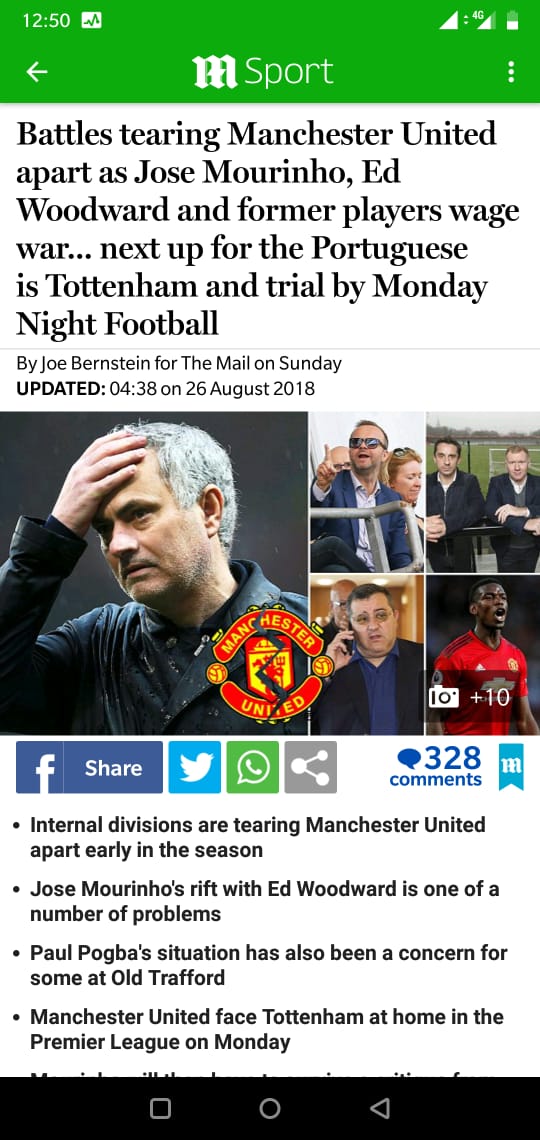 12:50
4G
m Sport
Battles tearing Manchester United
apart as Jose Mourinho, Ed
Woodward and former players wage
war... next up for the Portuguese
is Tottenham and trial by Monday
Night Football
By Joe Bernstein for The Mail on Sunday
UPDATED: 04:38 on 26 August 2018
MANCHESTER
UNITED
+10
f Share
328
comments
m
• Internal divisions are tearing Manchester United
apart early in the season
• Jose Mourinho's rift with Ed Woodward is one of a
number of problems
• Paul Pogba's situation has also been a concern for
some at Old Trafford
• Manchester United face Tottenham at home in the
Premier League on Monday